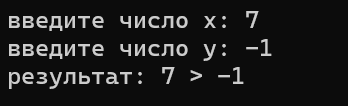 введите число x: 7
введите число y: -1
результат: 7 > -1